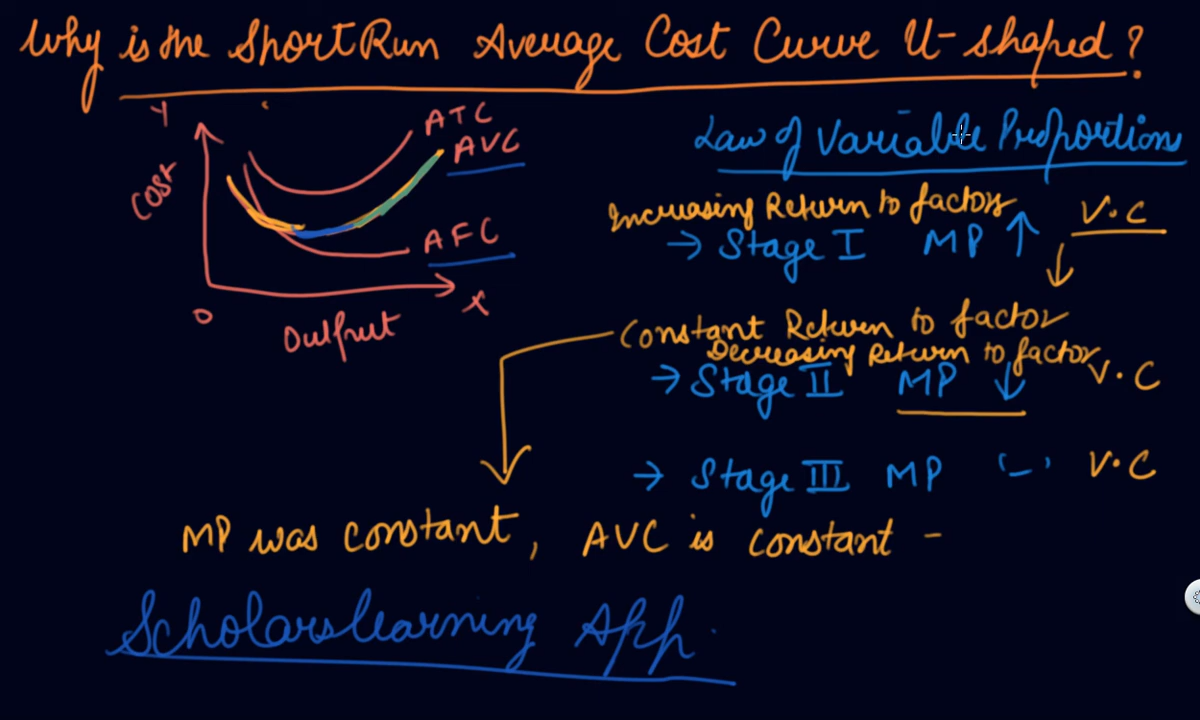 Why is the Short Run Average Cost Curve U-shaped?
Y
ATC
AVC
Cost
AFC
O
X
Output
Law of Variable Proportions
Increasing Return to factors V.C
→ Stage I MP ↑
↓
Constant Return to factor
Decreasing Return to factor
→ Stage II MP ↓ V.C
→ Stage III MP (-) V.C
MP was constant, AVC is constant -
Scholarslearning App.